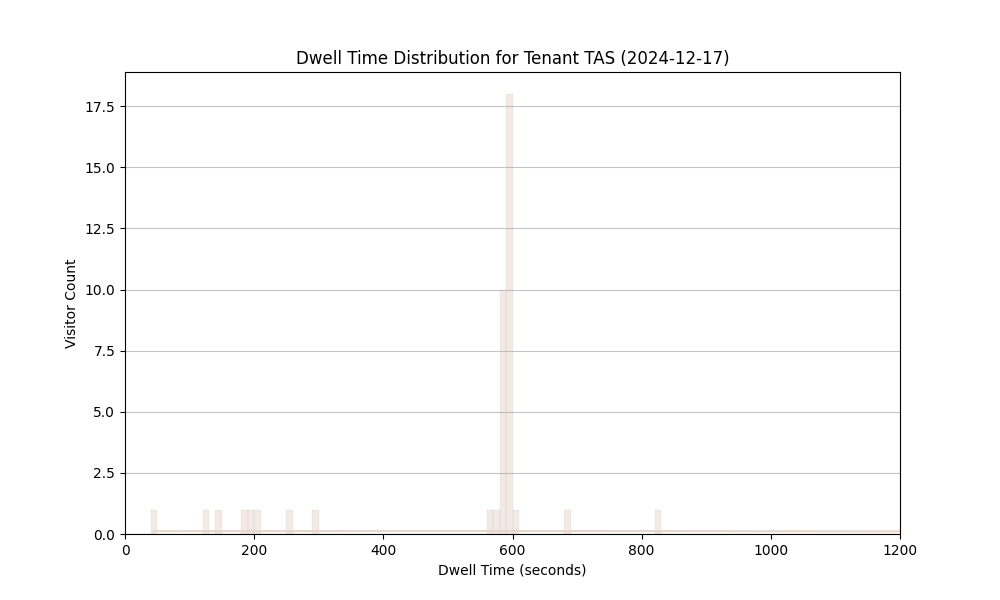 Dwell Time Distribution for Tenant TAS (2024-12-17)
17.5
15.0
12.5
10.0
7.5
5.0
2.5
0.0
Visitor Count
0 200 400 600 800 1000 1200
Dwell Time (seconds)